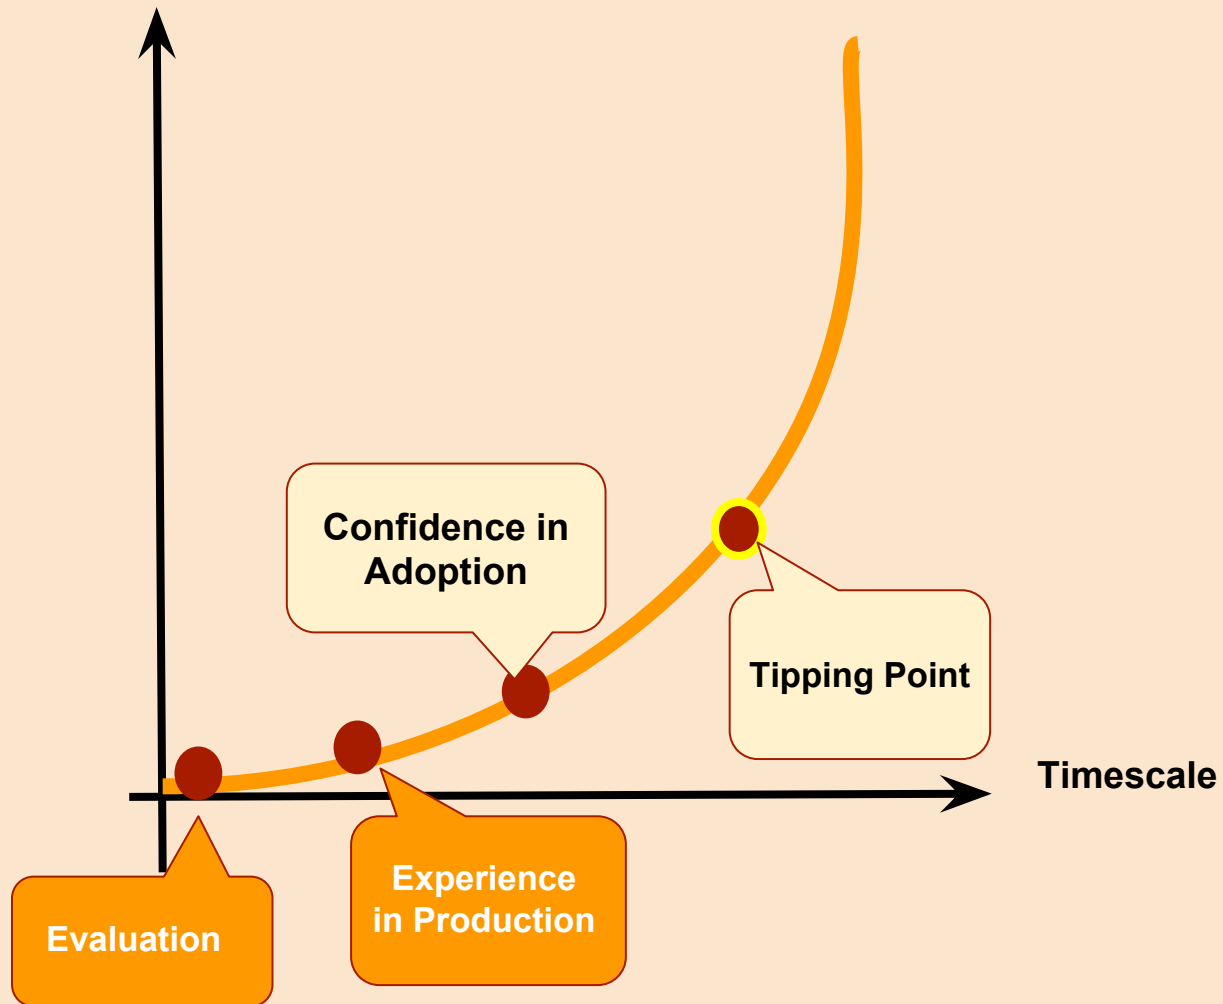 Confidence in
Adoption
Tipping Point
Timescale
Experience
in Production
Evaluation